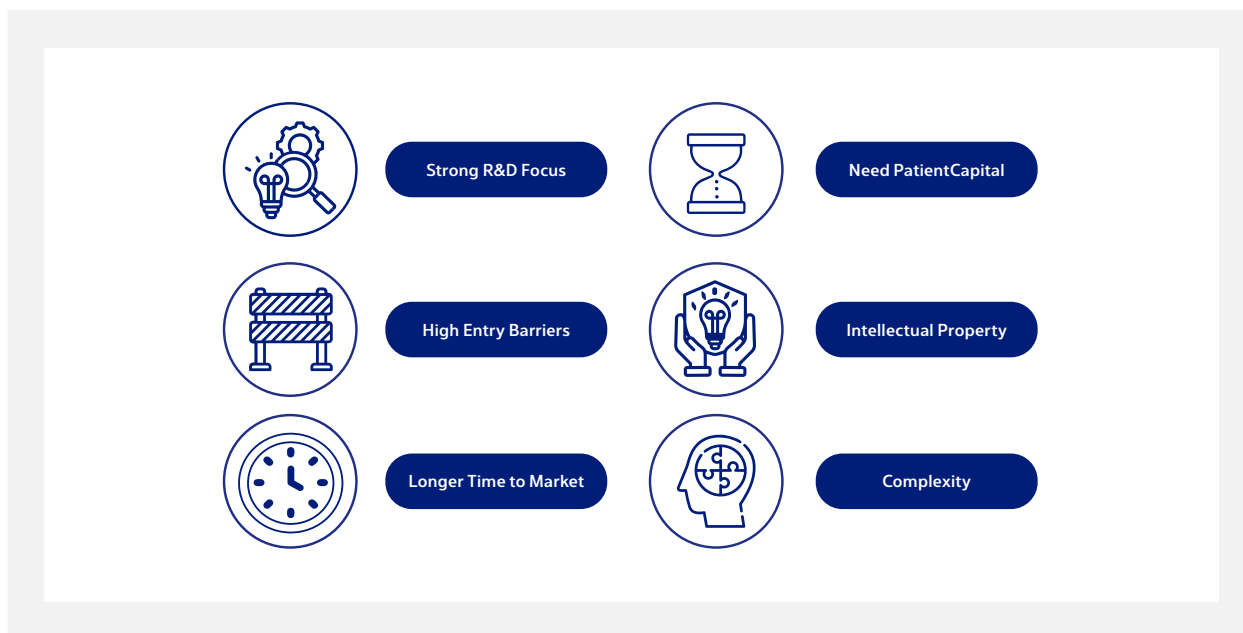 Strong R&D Focus
Need PatientCapital
High Entry Barriers
Intellectual Property
Longer Time to Market
Complexity